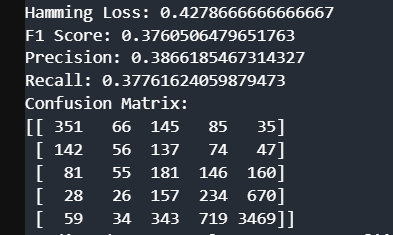 Hamming Loss: 0.4278666666666667
F1 Score: 0.3760506479651763
Precision: 0.3866185467314327
Recall: 0.37761624059879473
Confusion Matrix:
[[ 351 66 145 85 35]
[ 142 56 137 74 47]
[ 81 55 181 146 160]
[ 28 26 157 234 670]
[ 59 34 343 719 3469]]